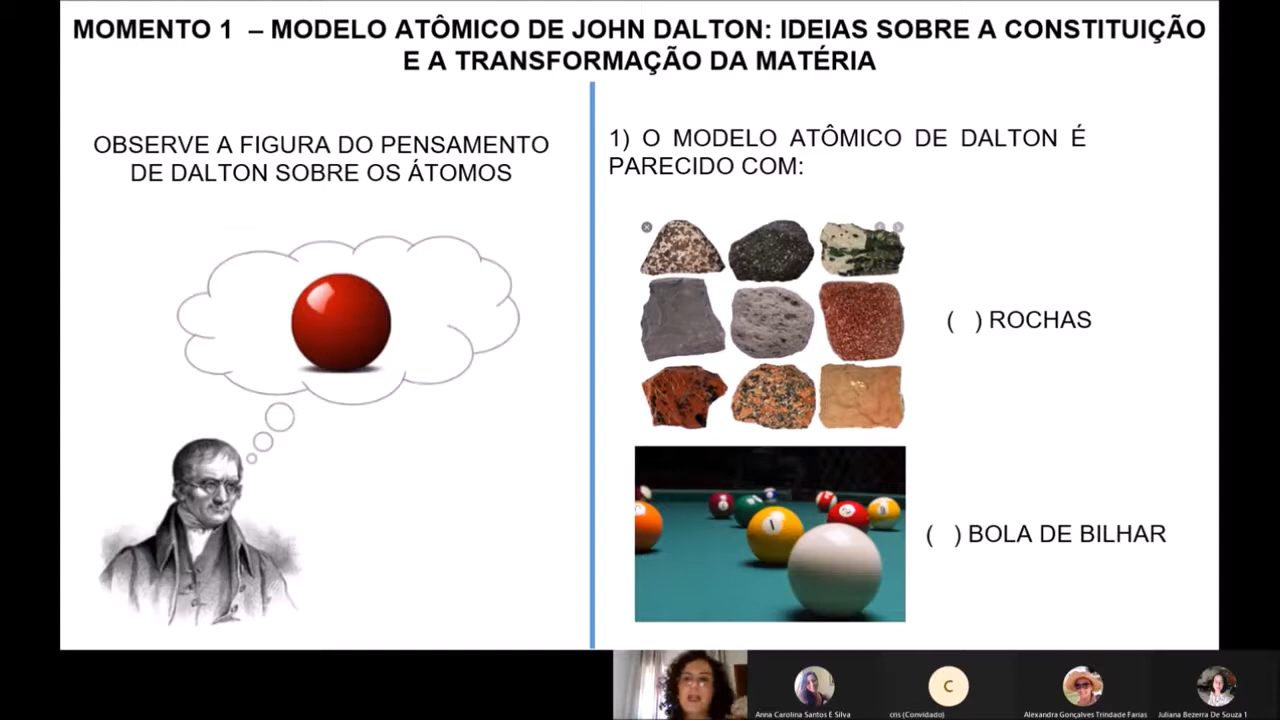 MOMENTO 1 – MODELO ATÔMICO DE JOHN DALTON: IDEIAS SOBRE A CONSTITUIÇÃO
E A TRANSFORMAÇÃO DA MATÉRIA
OBSERVE A FIGURA DO PENSAMENTO
DE DALTON SOBRE OS ÁTOMOS
1) O MODELO ATÔMICO DE DALTON É
PARECIDO COM:
( ) ROCHAS
1
( ) BOLA DE BILHAR
C
Anna Carolina Santos E Silva
cris (Convidado)
Alexandra Gonçalves Trindade Farias
Juliana Bezerra De Souza 1